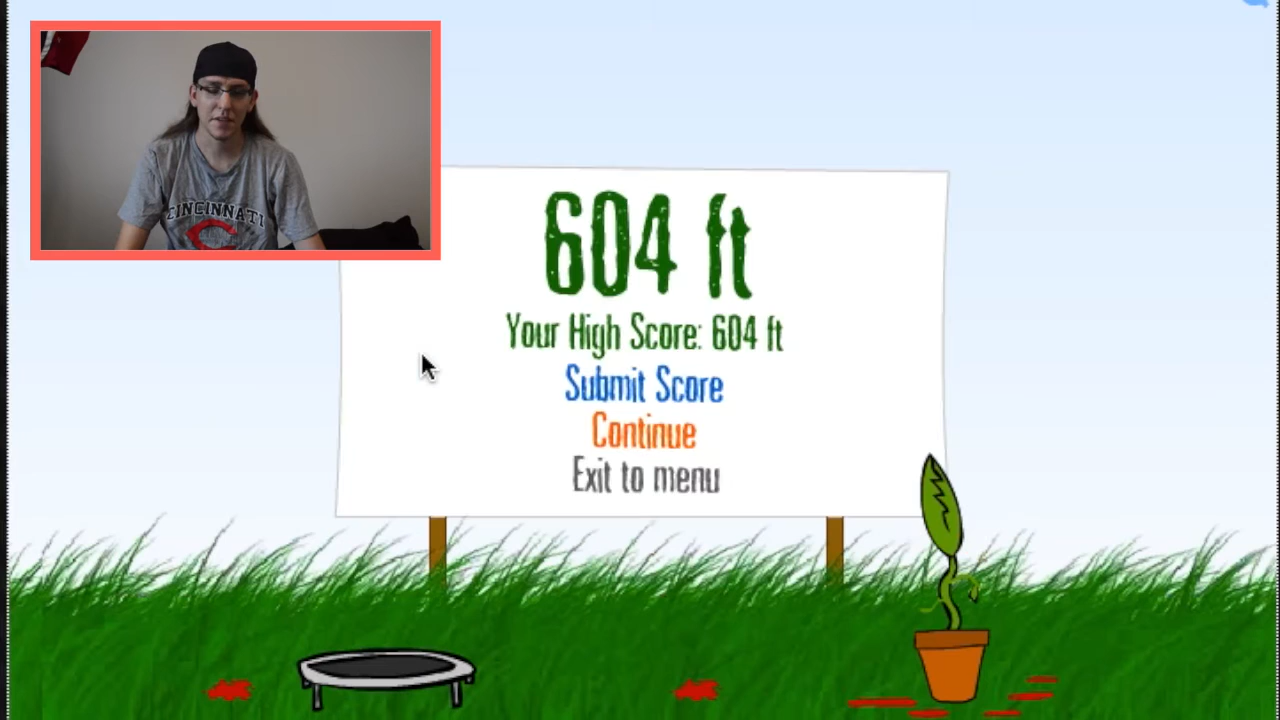 CINCINNATI
604 ft
Your High Score: 604 ft
Submit Score
Continue
Exit to menu